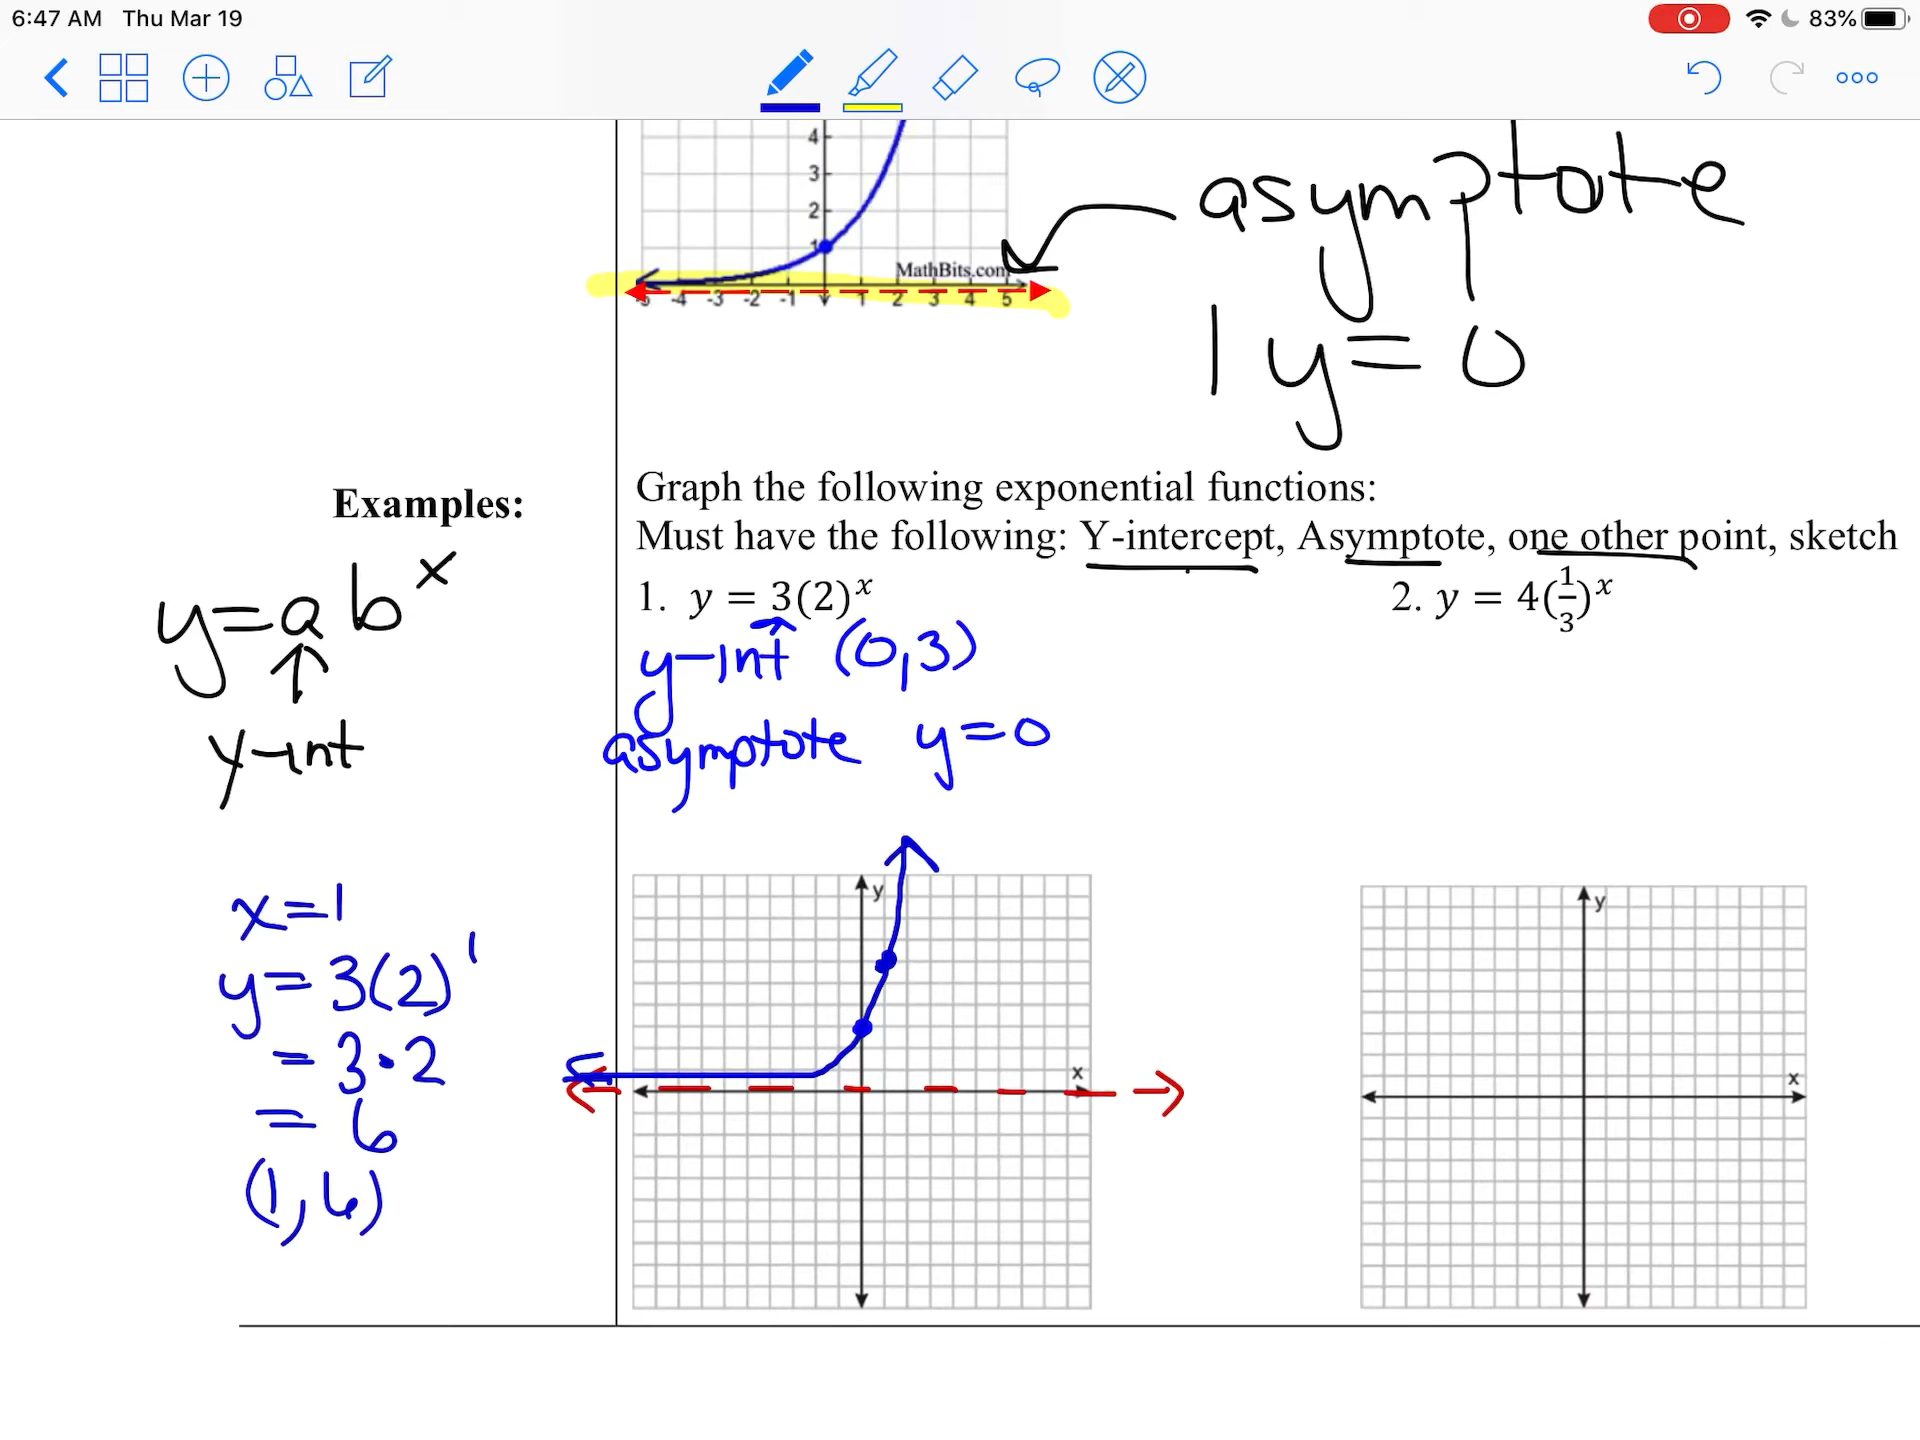 6:47 AM Thu Mar 19 83%
4
3
2
1
MathBits.com
-5 -4 -3 -2 -1 1 2 3 4 5
asymptote
| y = 0
Examples:
Graph the following exponential functions:
Must have the following: Y-intercept, Asymptote, one other point, sketch
1. y = 3(2)^x
2. y = 4(1/3)^x
y = a b^x
y-int
y-int (0,3)
asymptote y=0
x=1
y= 3(2)^1
= 3·2
= 6
(1,6)
y
x
y
x